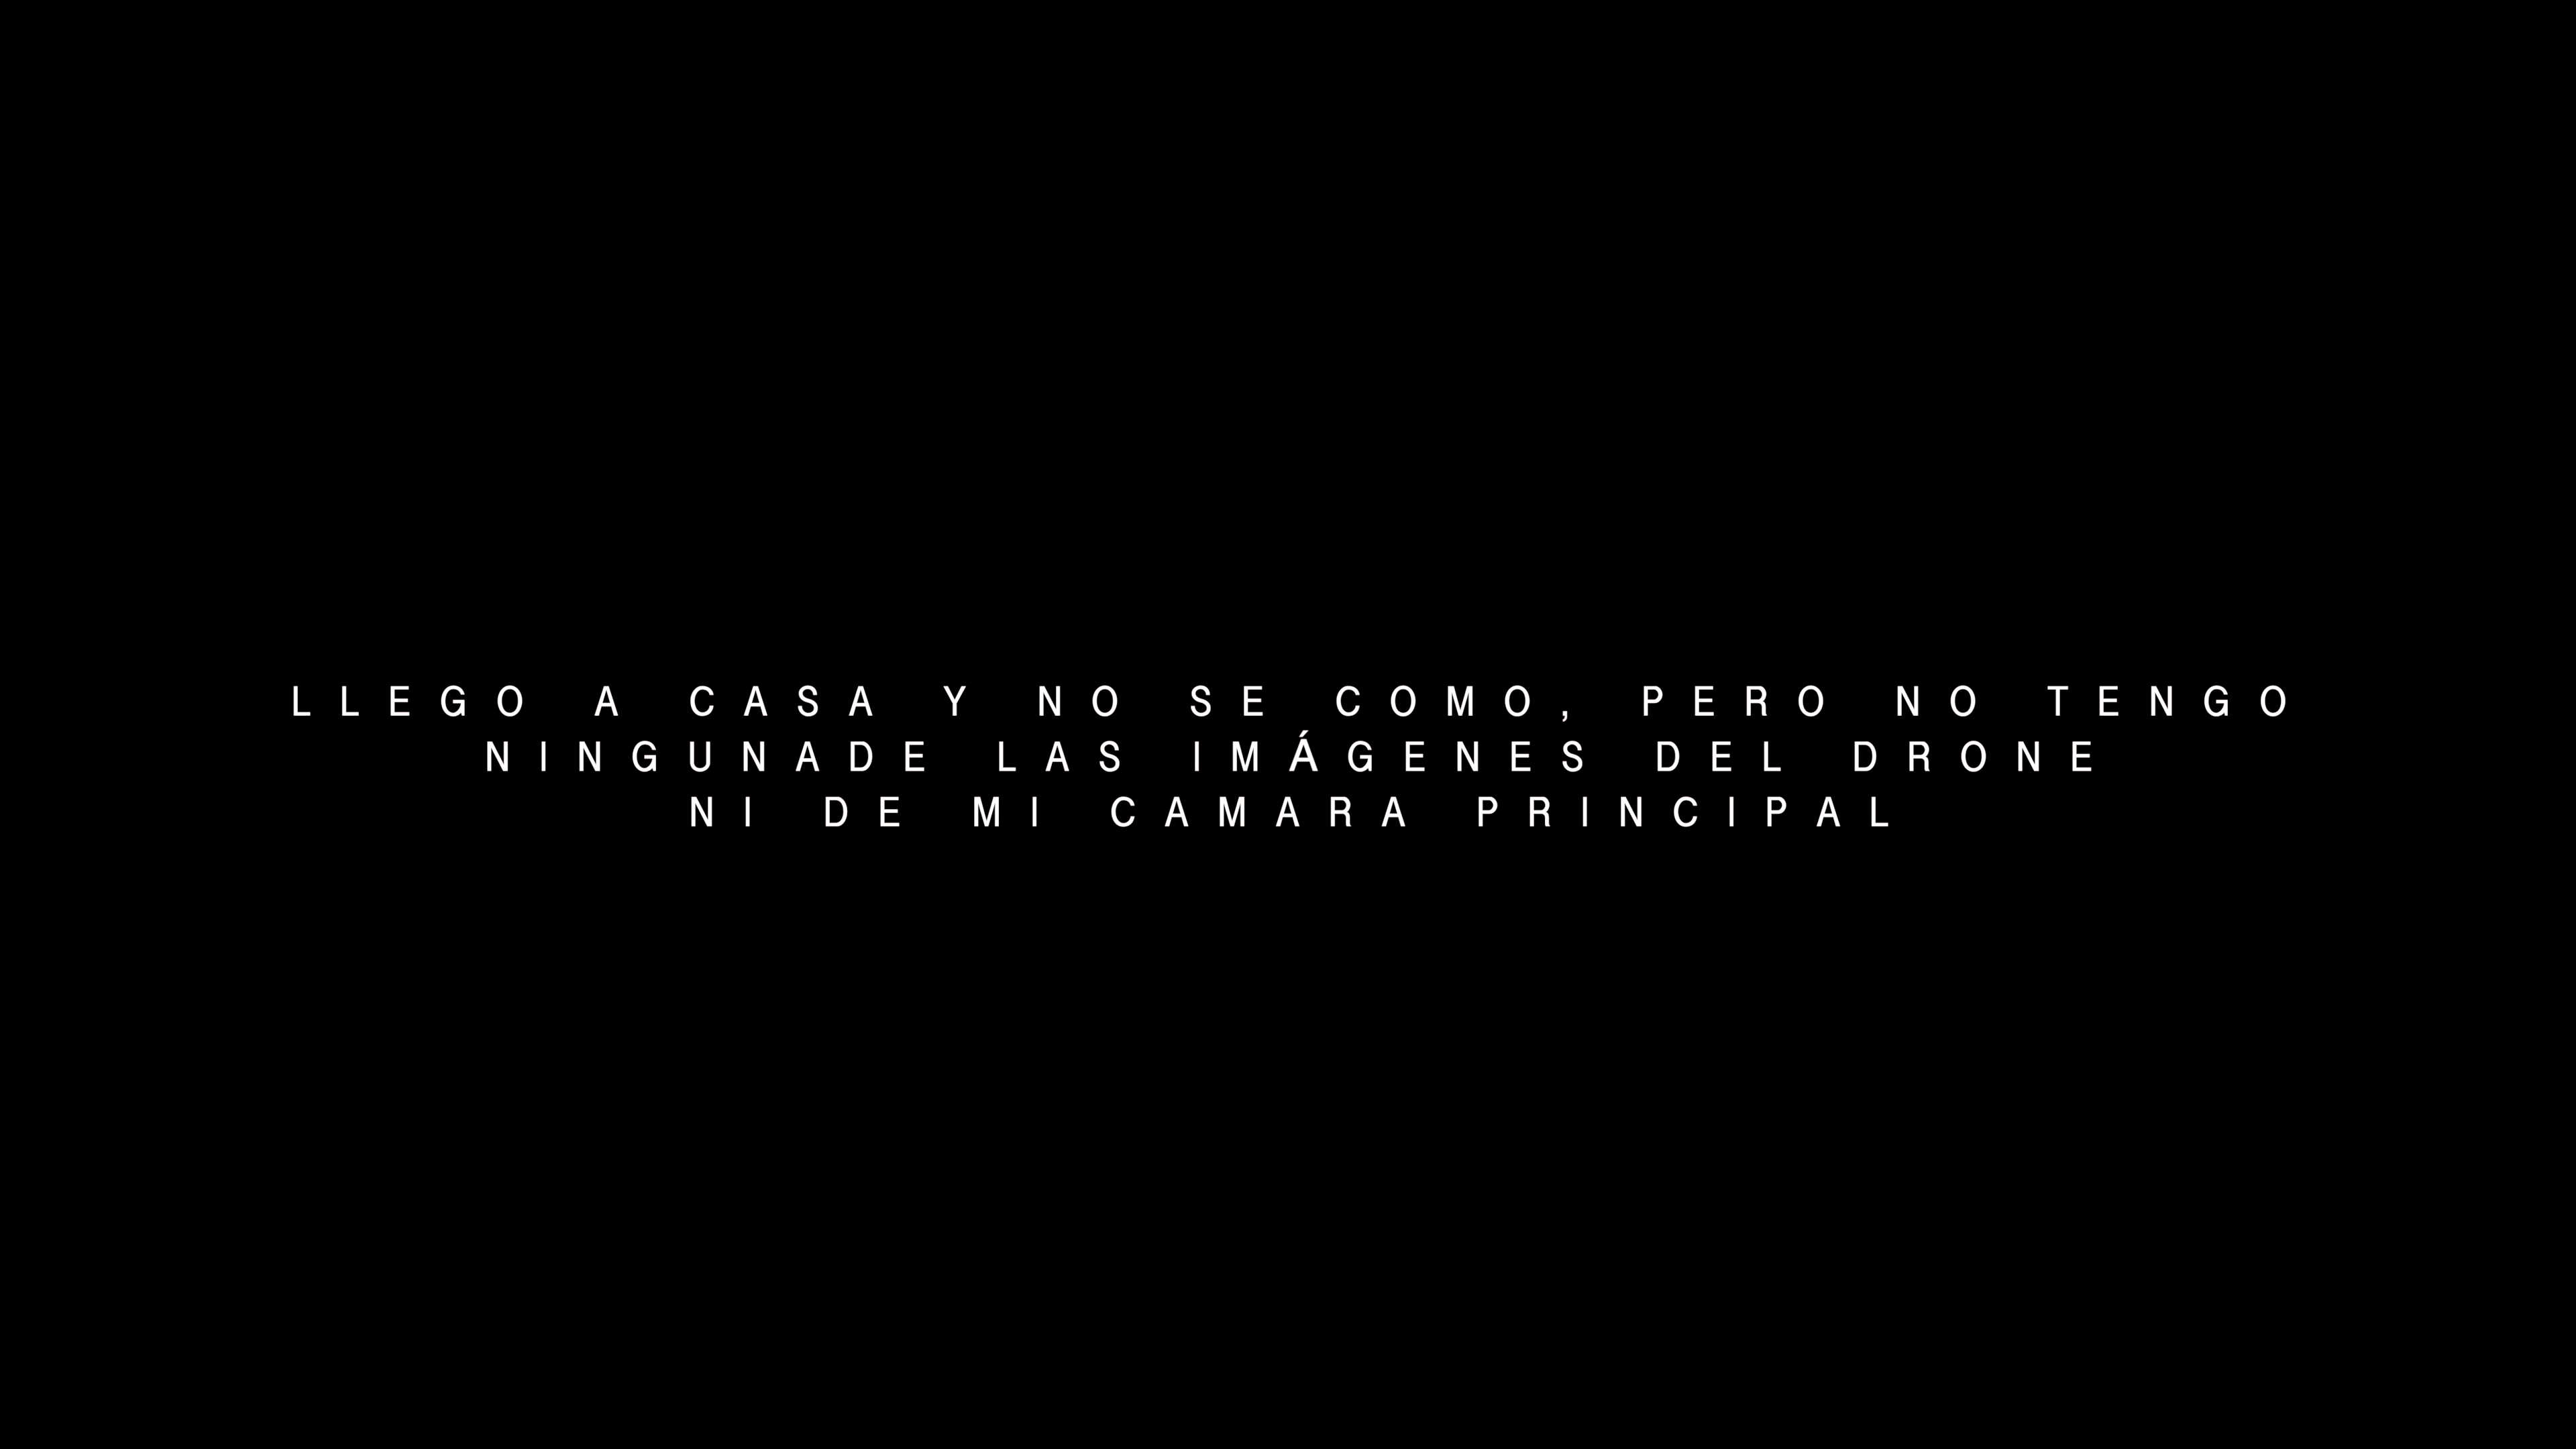 LLEGO A CASA Y NO SE COMO, PERO NO TENGO
NINGUNADE LAS IMÁGENES DEL DRONE
NI DE MI CAMARA PRINCIPAL